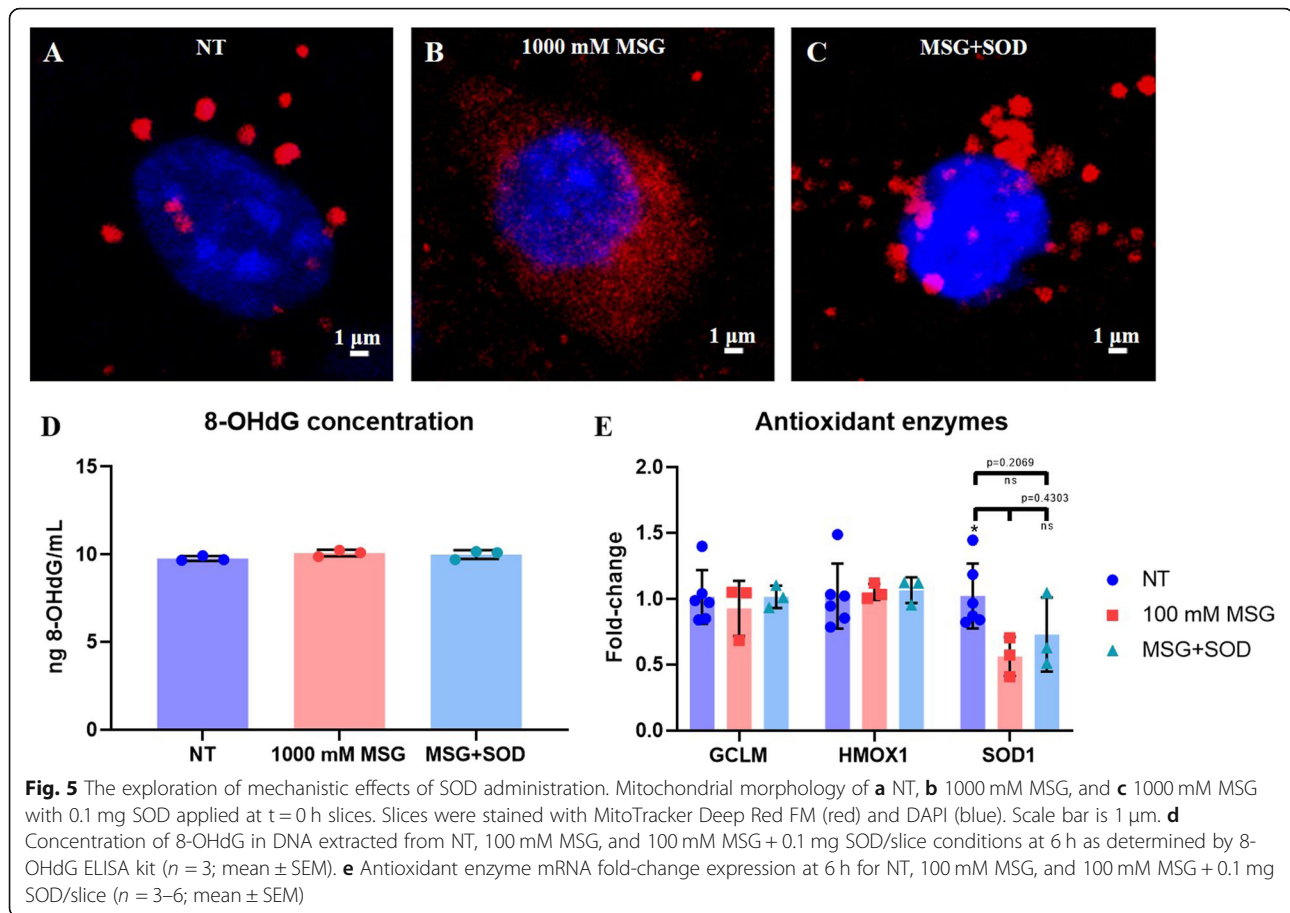 A NT
B 1000 mM MSG
C MSG+SOD
1 µm
1 µm
1 µm
D 8-OHdG concentration
ng 8-OHdG/mL
15
10
5
0
NT 1000 mM MSG MSG+SOD
E Antioxidant enzymes
Fold-change
2.0
1.5
1.0
0.5
0.0
p=0.2069
ns
p=0.4303
*
ns
GCLM HMOX1 SOD1
NT
100 mM MSG
MSG+SOD
Fig. 5 The exploration of mechanistic effects of SOD administration. Mitochondrial morphology of a NT, b 1000 mM MSG, and c 1000 mM MSG
with 0.1 mg SOD applied at t = 0 h slices. Slices were stained with MitoTracker Deep Red FM (red) and DAPI (blue). Scale bar is 1 µm. d
Concentration of 8-OHdG in DNA extracted from NT, 100 mM MSG, and 100 mM MSG + 0.1 mg SOD/slice conditions at 6 h as determined by 8-
OHdG ELISA kit (n = 3; mean ± SEM). e Antioxidant enzyme mRNA fold-change expression at 6 h for NT, 100 mM MSG, and 100 mM MSG + 0.1 mg
SOD/slice (n = 3–6; mean ± SEM)